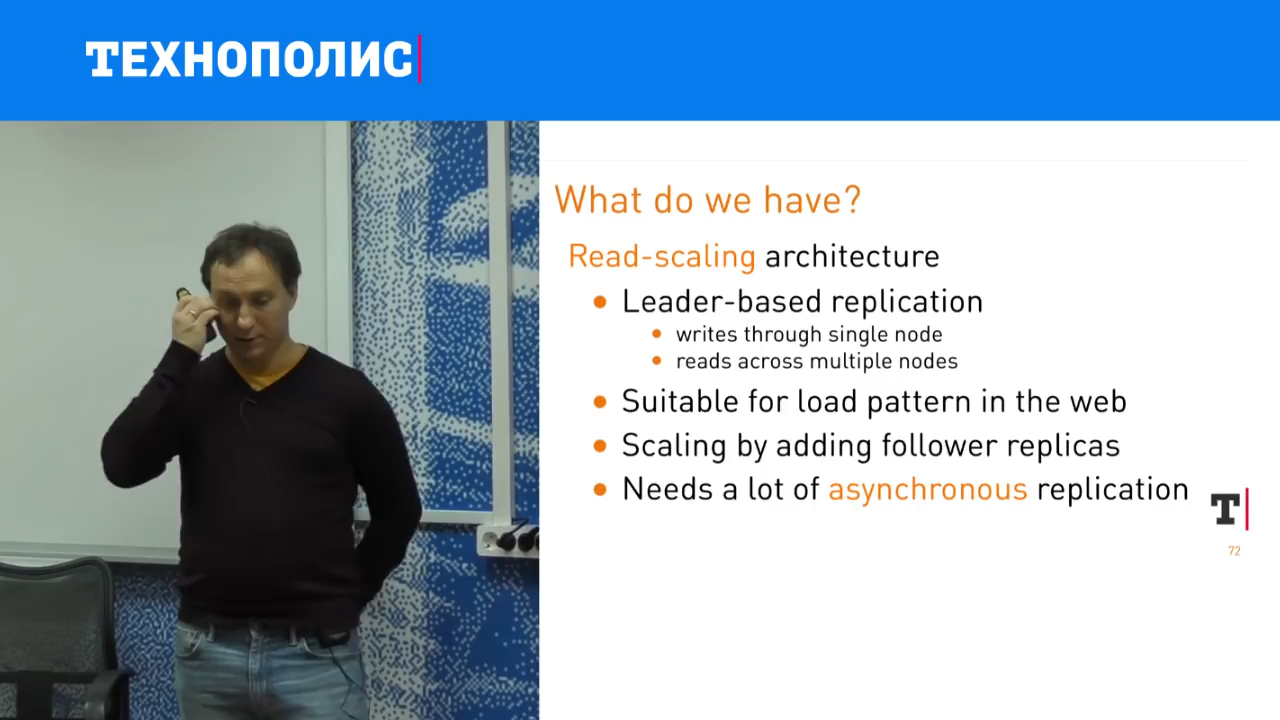 ТЕХНОПОЛИС
What do we have?
Read-scaling architecture
• Leader-based replication
• writes through single node
• reads across multiple nodes
• Suitable for load pattern in the web
• Scaling by adding follower replicas
• Needs a lot of asynchronous replication
T
72